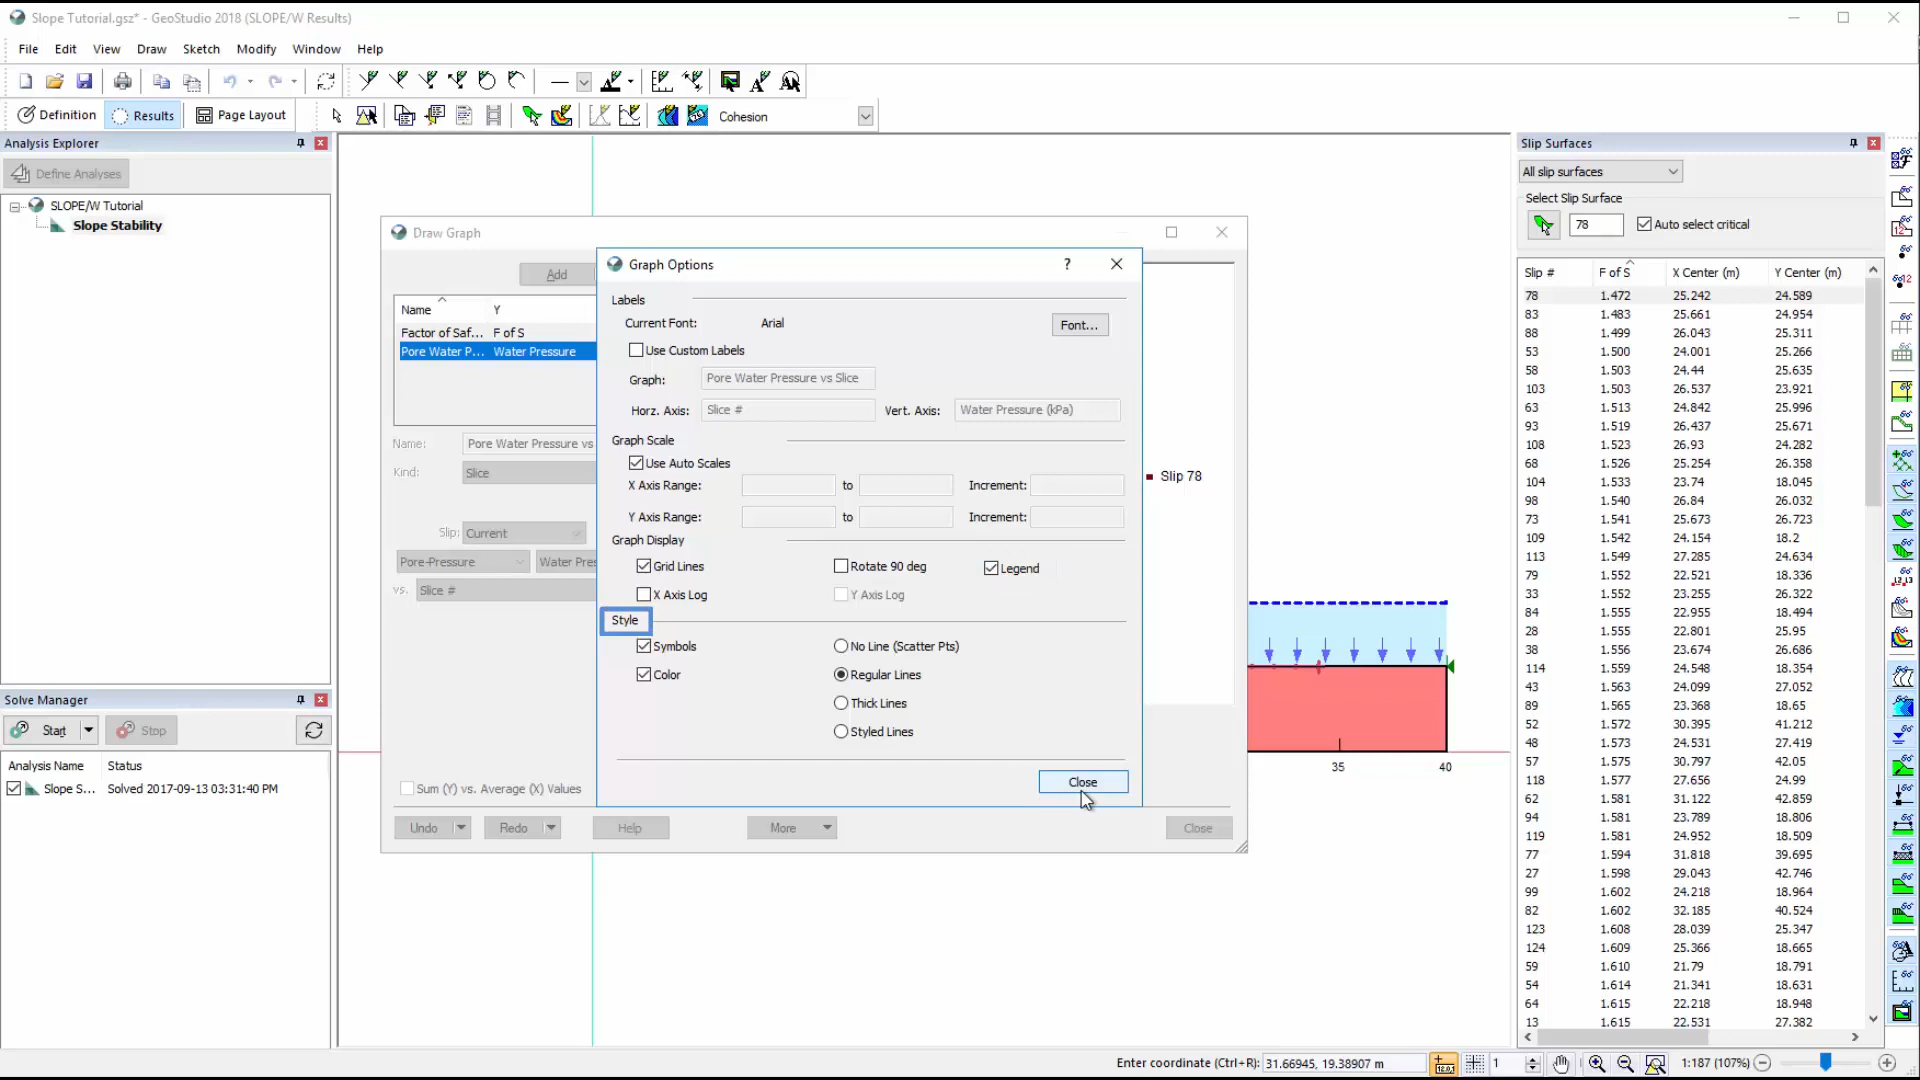 Slope Tutorial.gsz* - GeoStudio 2018 (SLOPE/W Results)
File Edit View Draw Sketch Modify Window Help
Definition Results Page Layout Cohesion
Analysis Explorer
Define Analyses
SLOPE/W Tutorial
Slope Stability
Solve Manager
Start Stop
Analysis Name Status
Slope S... Solved 2017-09-13 03:31:40 PM
Draw Graph
Add
Name Y
Factor of Saf... F of S
Pore Water P... Water Pressure
Name: Pore Water Pressure vs
Kind: Slice
Slip: Current
Pore-Pressure Water Pres
vs. Slice #
Sum (Y) vs. Average (X) Values
Undo Redo Help More Close
Graph Options
Labels
Current Font: Arial Font...
Use Custom Labels
Graph: Pore Water Pressure vs Slice
Horz. Axis: Slice # Vert. Axis: Water Pressure (kPa)
Graph Scale
Use Auto Scales
X Axis Range: to Increment:
Y Axis Range: to Increment:
Graph Display
Grid Lines Rotate 90 deg Legend
X Axis Log Y Axis Log
Style
Symbols No Line (Scatter Pts)
Color Regular Lines
Thick Lines
Styled Lines
Close
Slip 78
35 40
Slip Surfaces
All slip surfaces
Select Slip Surface
78 Auto select critical
Slip # F of S X Center (m) Y Center (m)
78 1.472 25.242 24.589
83 1.483 25.661 24.954
88 1.499 26.043 25.311
53 1.500 24.001 25.266
58 1.503 24.44 25.635
103 1.503 26.537 23.921
63 1.513 24.842 25.996
93 1.519 26.437 25.671
108 1.523 26.93 24.282
68 1.526 25.254 26.358
104 1.533 23.74 18.045
98 1.540 26.84 26.032
73 1.541 25.673 26.723
109 1.542 24.154 18.2
113 1.549 27.285 24.634
79 1.552 22.521 18.336
33 1.552 23.255 26.322
84 1.555 22.955 18.494
28 1.555 22.801 25.95
38 1.556 23.674 26.686
114 1.559 24.548 18.354
43 1.563 24.099 27.052
89 1.565 23.368 18.65
52 1.572 30.395 41.212
48 1.573 24.531 27.419
57 1.575 30.797 42.05
118 1.577 27.656 24.99
62 1.581 31.122 42.859
94 1.581 23.789 18.806
119 1.581 24.952 18.509
77 1.594 31.818 39.695
27 1.598 29.043 42.746
99 1.602 24.218 18.964
82 1.602 32.185 40.524
123 1.608 28.039 25.347
124 1.609 25.366 18.665
59 1.610 21.79 18.791
54 1.614 21.341 18.631
64 1.615 22.218 18.948
13 1.615 22.531 27.382
Enter coordinate (Ctrl+R): 31.66945, 19.38907 m 1 1:187 (107%)